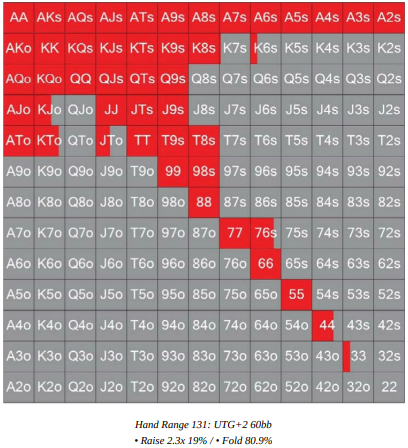 AA AKs AQs AJs ATs A9s A8s A7s A6s A5s A4s A3s A2s
AKo KK KQs KJs KTs K9s K8s K7s K6s K5s K4s K3s K2s
AQo KQo QQ QJs QTs Q9s Q8s Q7s Q6s Q5s Q4s Q3s Q2s
AJo KJo QJo JJ JTs J9s J8s J7s J6s J5s J4s J3s J2s
ATo KTo QTo JTo TT T9s T8s T7s T6s T5s T4s T3s T2s
A9o K9o Q9o J9o T9o 99 98s 97s 96s 95s 94s 93s 92s
A8o K8o Q8o J8o T8o 98o 88 87s 86s 85s 84s 83s 82s
A7o K7o Q7o J7o T7o 97o 87o 77 76s 75s 74s 73s 72s
A6o K6o Q6o J6o T6o 96o 86o 76o 66 65s 64s 63s 62s
A5o K5o Q5o J5o T5o 95o 85o 75o 65o 55 54s 53s 52s
A4o K4o Q4o J4o T4o 94o 84o 74o 64o 54o 44 43s 42s
A3o K3o Q3o J3o T3o 93o 83o 73o 63o 53o 43o 33 32s
A2o K2o Q2o J2o T2o 92o 82o 72o 62o 52o 42o 32o 22
Hand Range 131: UTG+2 60bb
• Raise 2.3x 19% / • Fold 80.9%